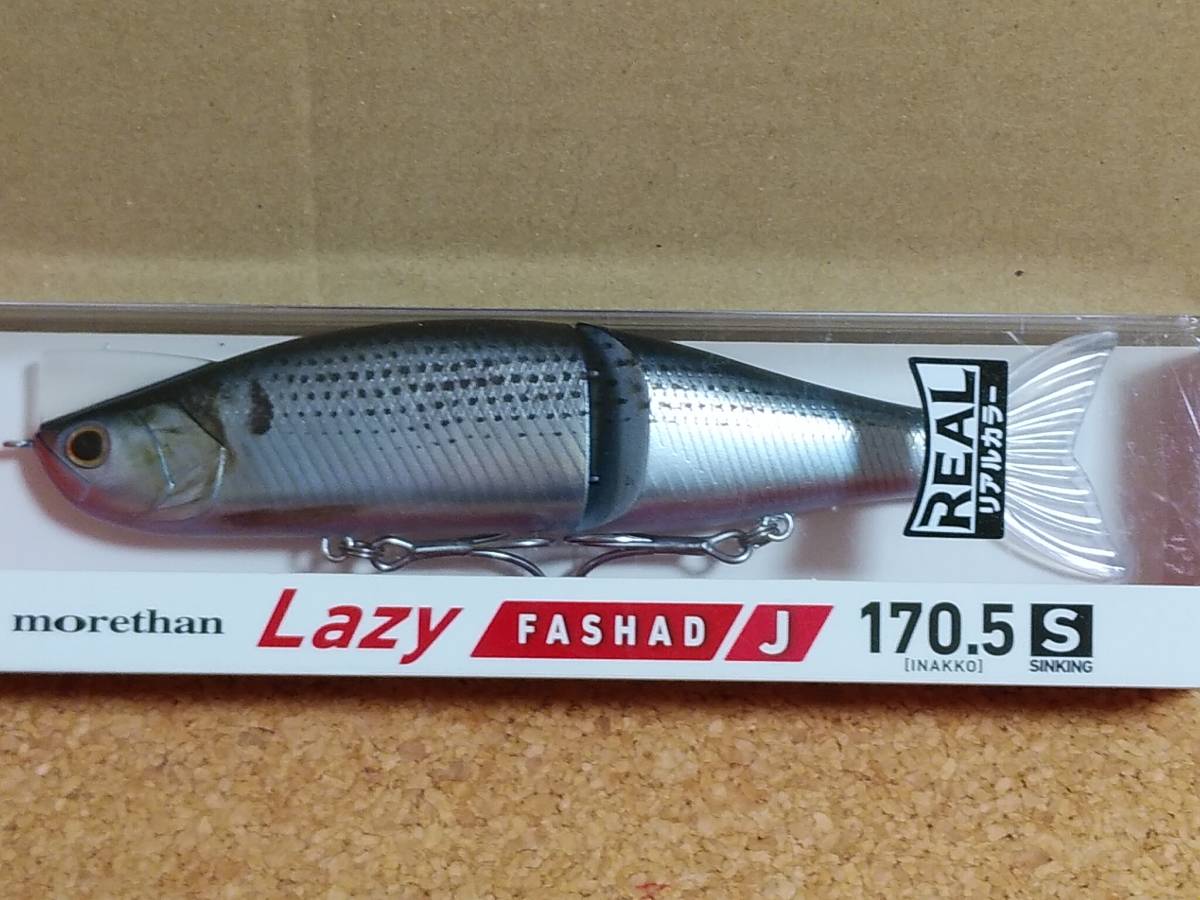 REAL
リアルカラー
morethan Lazy FASHAD J 170.5 S
[INAKKO] SINKING